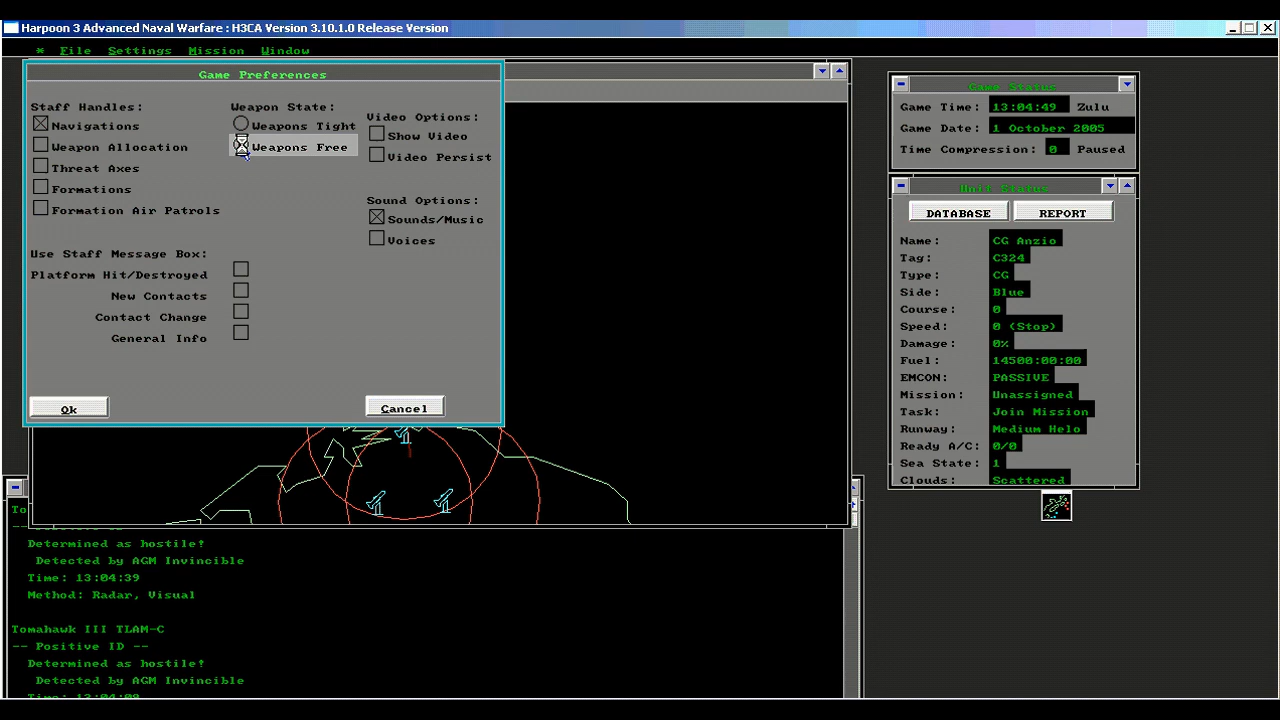 Harpoon 3 Advanced Naval Warfare : H3CA Version 3.10.1.0 Release Version
* File Settings Mission Window
Game Preferences
Staff Handles:
Navigations
Weapon Allocation
Threat Axes
Formations
Formation Air Patrols
Weapon State:
Weapons Tight
Weapons Free
Video Options:
Show Video
Video Persist
Sound Options:
Sounds/Music
Voices
Use Staff Message Box:
Platform Hit/Destroyed
New Contacts
Contact Change
General Info
Ok
Cancel
Game Status
Game Time: 13:04:49 Zulu
Game Date: 1 October 2005
Time Compression: 0 Paused
Unit Status
DATABASE REPORT
Name: CG Anzio
Tag: C324
Type: CG
Side: Blue
Course: 0
Speed: 0 (Stop)
Damage: 0%
Fuel: 14500:00:00
EMCON: PASSIVE
Mission: Unassigned
Task: Join Mission
Runway: Medium Helo
Ready A/C: 0/0
Sea State: 1
Clouds: Scattered
Determined as hostile!
Detected by AGM Invincible
Time: 13:04:39
Method: Radar, Visual
Tomahawk III TLAM-C
-- Positive ID --
Determined as hostile!
Detected by AGM Invincible